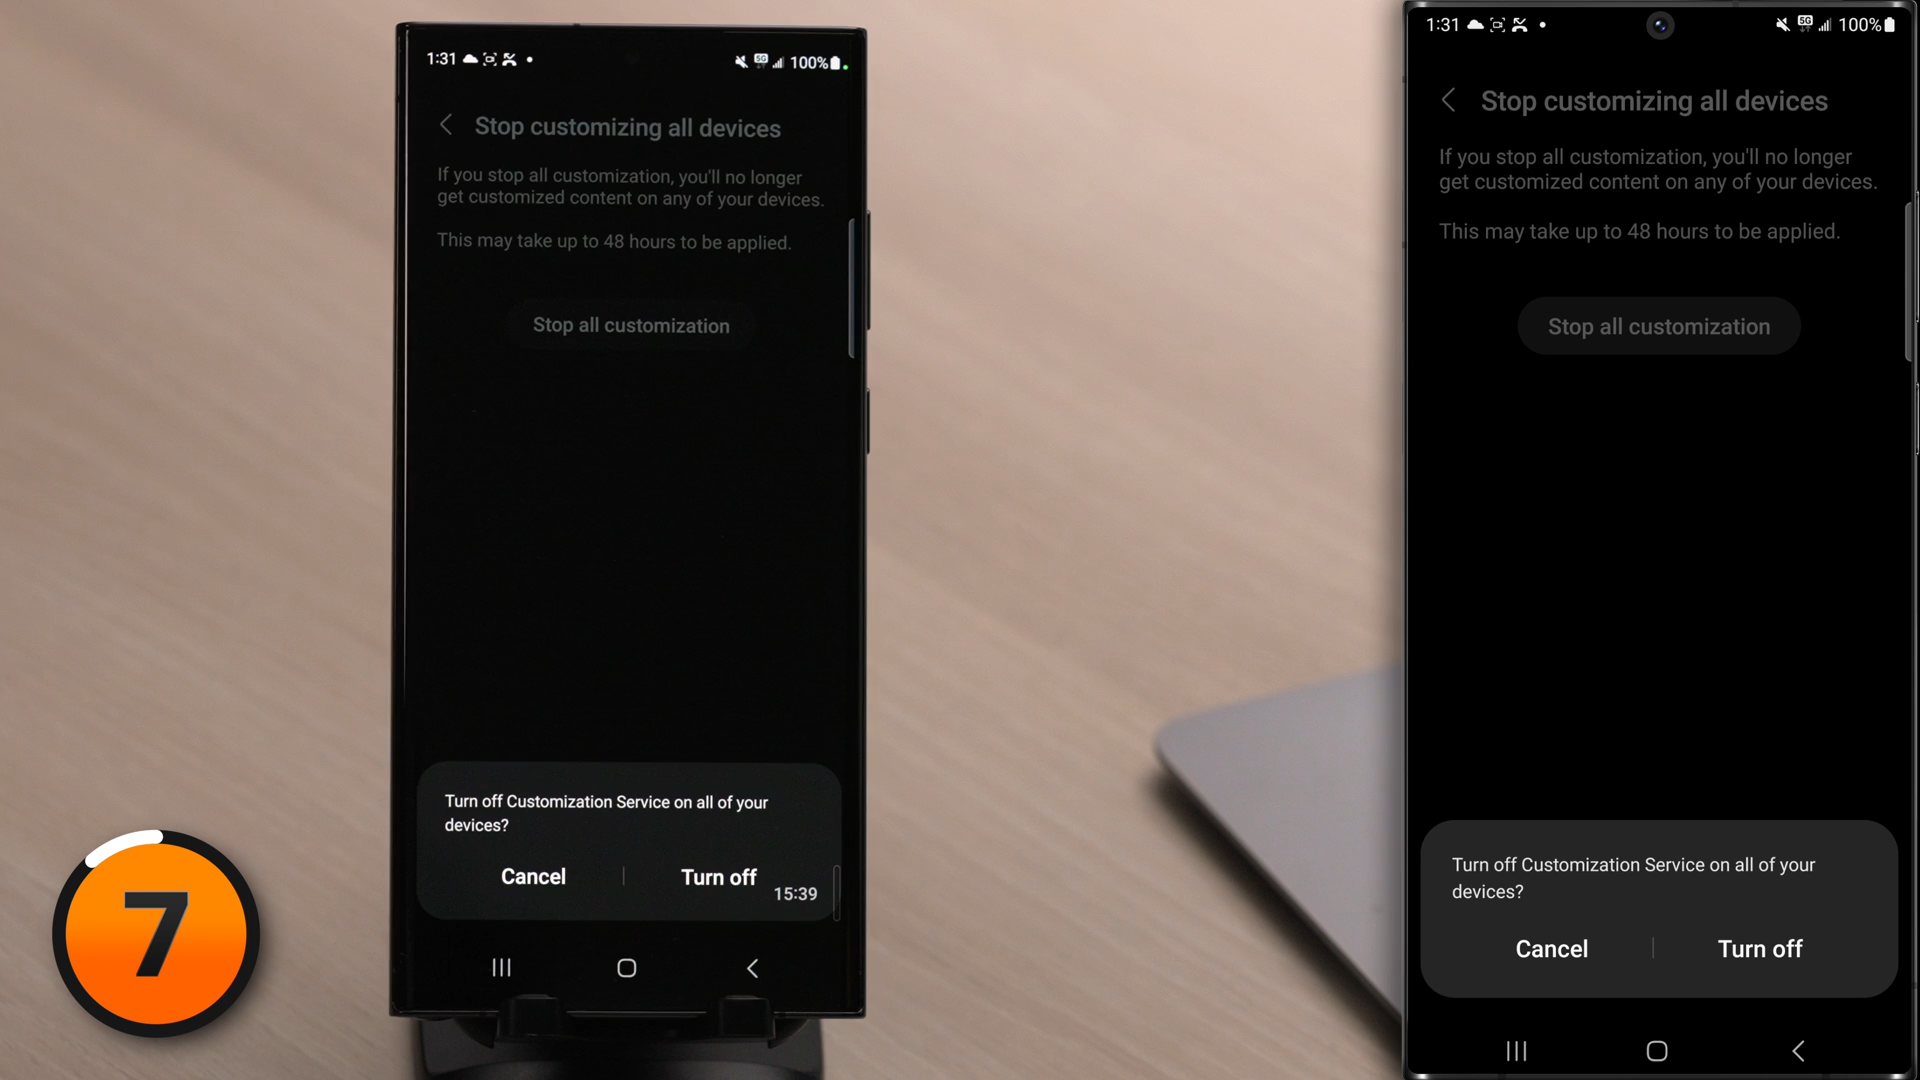 1:31
5G
100%
Stop customizing all devices
If you stop all customization, you'll no longer
get customized content on any of your devices.
This may take up to 48 hours to be applied.
Stop all customization
Turn off Customization Service on all of your
devices?
Cancel
Turn off
15:39
7
1:31
5G
100%
Stop customizing all devices
If you stop all customization, you'll no longer
get customized content on any of your devices.
This may take up to 48 hours to be applied.
Stop all customization
Turn off Customization Service on all of your
devices?
Cancel
Turn off